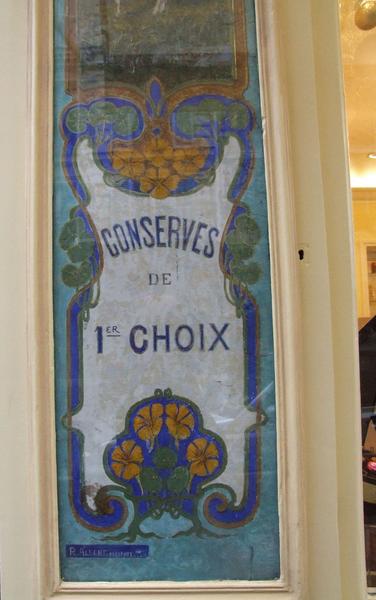 CONSERVES
DE
1ER CHOIX